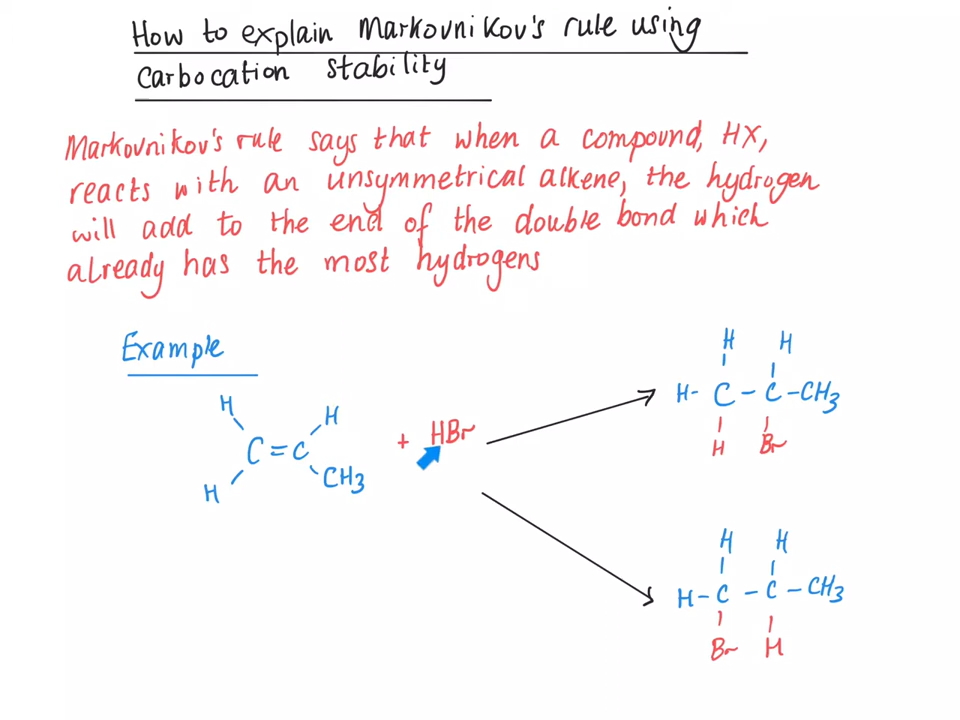 How to explain Markovnikov's rule using
carbocation stability
Markovnikov's rule says that when a compound, HX,
reacts with an unsymmetrical alkene, the hydrogen
will add to the end of the double bond which
already has the most hydrogens
Example
H H
C = C
H CH3
+ HBr
H H
H - C - C - CH3
H Br
H H
H - C - C - CH3
Br H